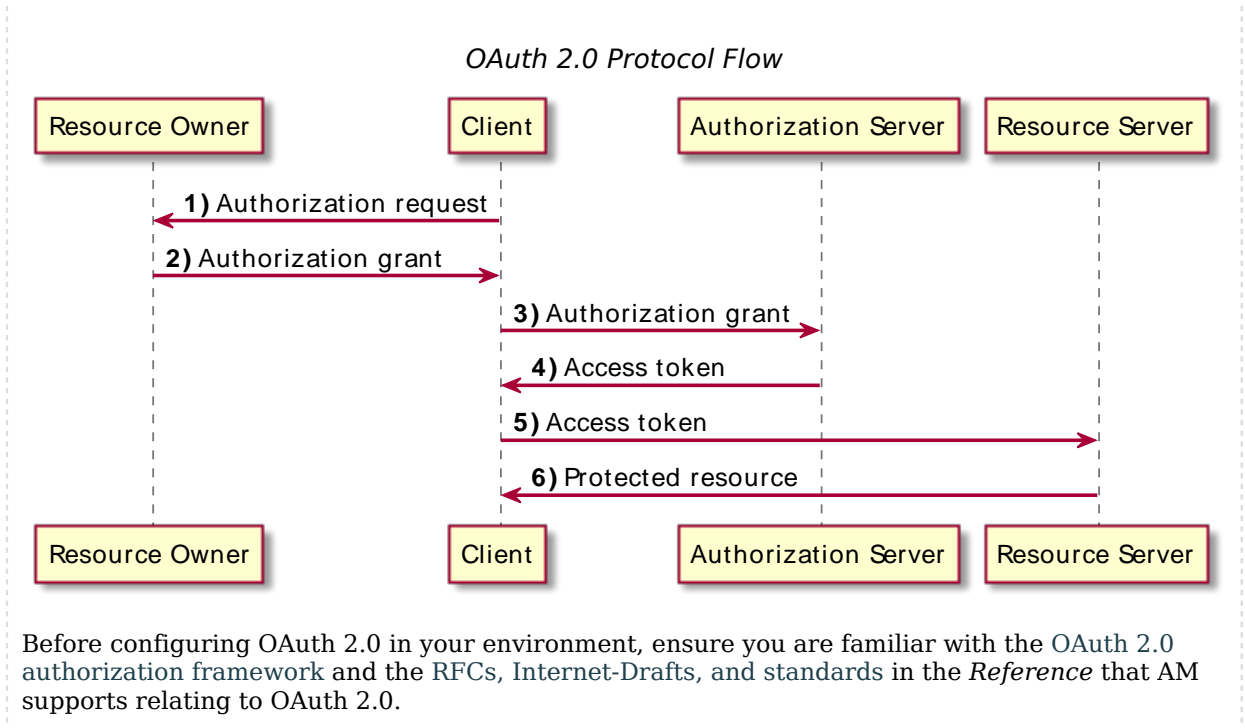 OAuth 2.0 Protocol Flow
Resource Owner
Client
Authorization Server
Resource Server
1) Authorization request
2) Authorization grant
3) Authorization grant
4) Access token
5) Access token
6) Protected resource
Resource Owner
Client
Authorization Server
Resource Server
Before configuring OAuth 2.0 in your environment, ensure you are familiar with the OAuth 2.0
authorization framework and the RFCs, Internet-Drafts, and standards in the Reference that AM
supports relating to OAuth 2.0.